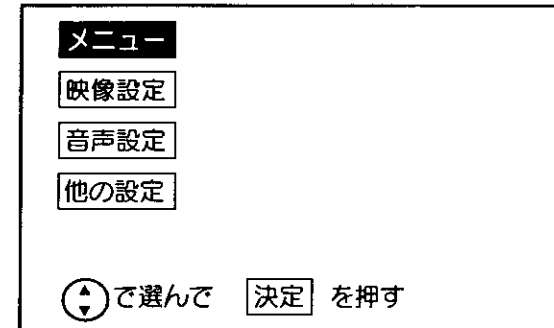 メニュー
映像設定
音声設定
他の設定
で選んで 決定 を押す